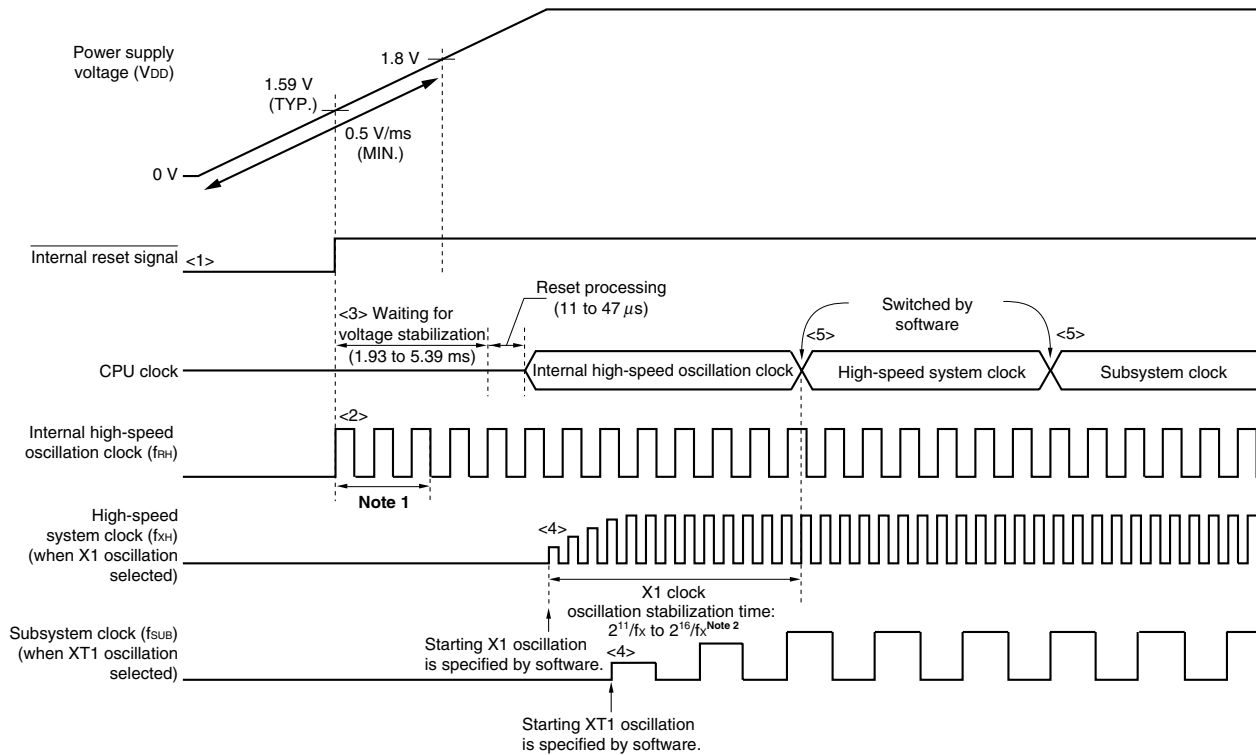 Power supply
voltage (VDD)
1.8 V
1.59 V
(TYP.)
0.5 V/ms
(MIN.)
0 V
Internal reset signal
<1>
<3> Waiting for
voltage stabilization
(1.93 to 5.39 ms)
Reset processing
(11 to 47 μs)
Switched by
software
<5>
<5>
CPU clock
Internal high-speed oscillation clock
High-speed system clock
Subsystem clock
Internal high-speed
oscillation clock (fRH)
<2>
Note 1
High-speed
system clock (fXH)
(when X1 oscillation
selected)
<4>
X1 clock
oscillation stabilization time:
2^11/fX to 2^16/fX^Note 2
Starting X1 oscillation
is specified by software.
Subsystem clock (fSUB)
(when XT1 oscillation
selected)
<4>
Starting XT1 oscillation
is specified by software.